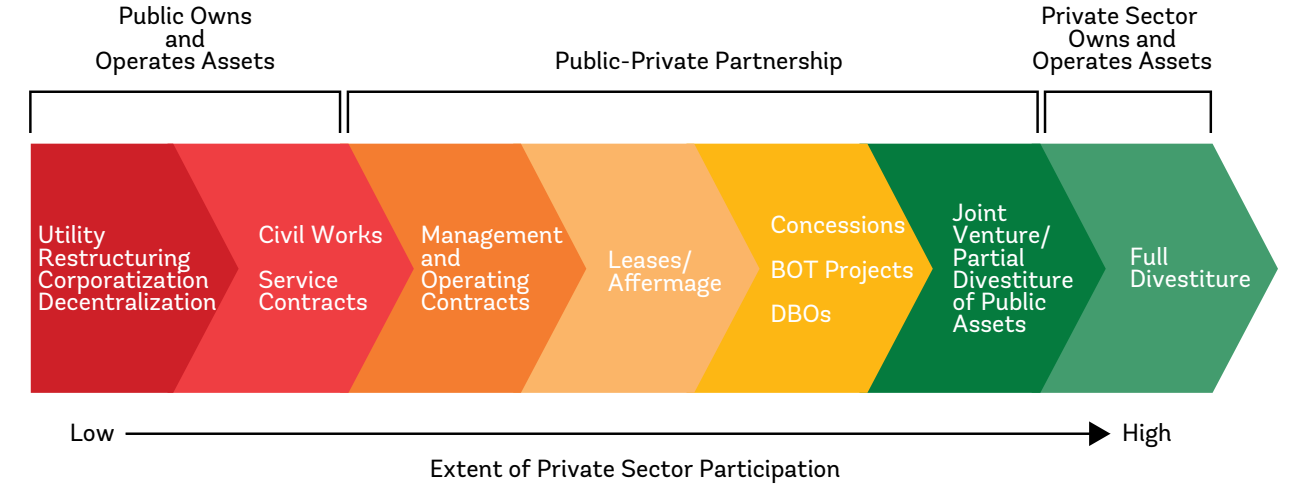 Public Owns
and
Operates Assets
Public-Private Partnership
Private Sector
Owns and
Operates Assets
Utility
Restructuring
Corporatization
Decentralization
Civil Works
Service
Contracts
Management
and
Operating
Contracts
Leases/
Affermage
Concessions
BOT Projects
DBOs
Joint
Venture/
Partial
Divestiture
of Public
Assets
Full
Divestiture
Low
High
Extent of Private Sector Participation